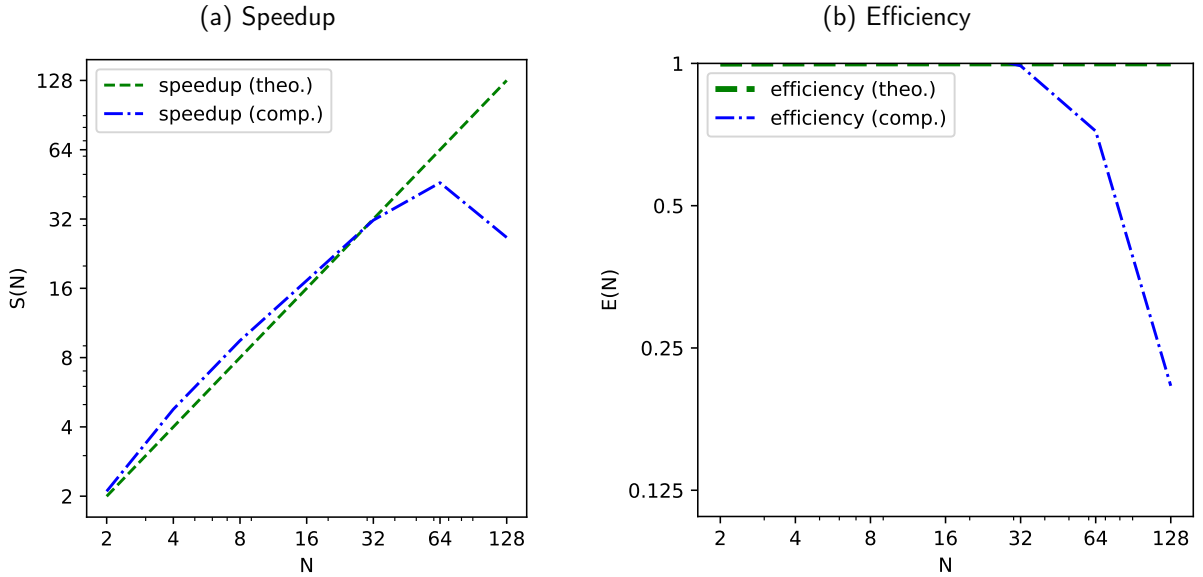 (a) Speedup
128
64
32
16
8
4
2
S(N)
speedup (theo.)
speedup (comp.)
2 4 8 16 32 64 128
N
(b) Efficiency
1
0.5
0.25
0.125
E(N)
efficiency (theo.)
efficiency (comp.)
2 4 8 16 32 64 128
N